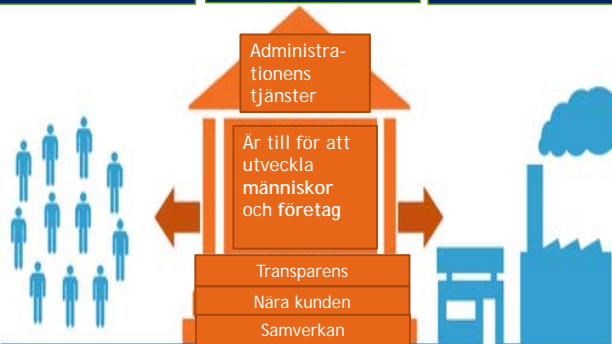 Administra-
tionens
tjänster
Är till för att
utveckla
människor
och företag
Transparens
Nära kunden
Samverkan